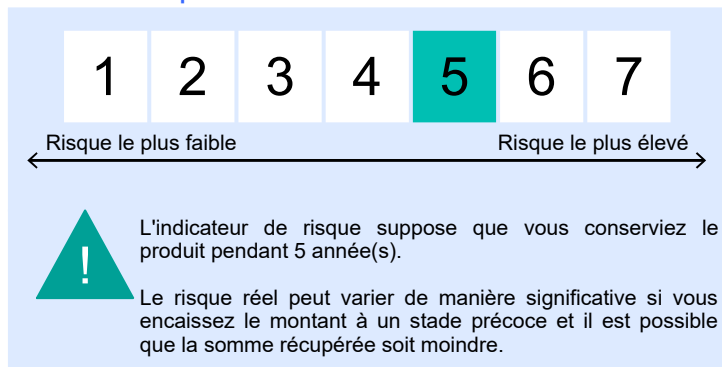 1 2 3 4 5 6 7
Risque le plus faible Risque le plus élevé
!
L'indicateur de risque suppose que vous conserviez le
produit pendant 5 année(s).
Le risque réel peut varier de manière significative si vous
encaissez le montant à un stade précoce et il est possible
que la somme récupérée soit moindre.